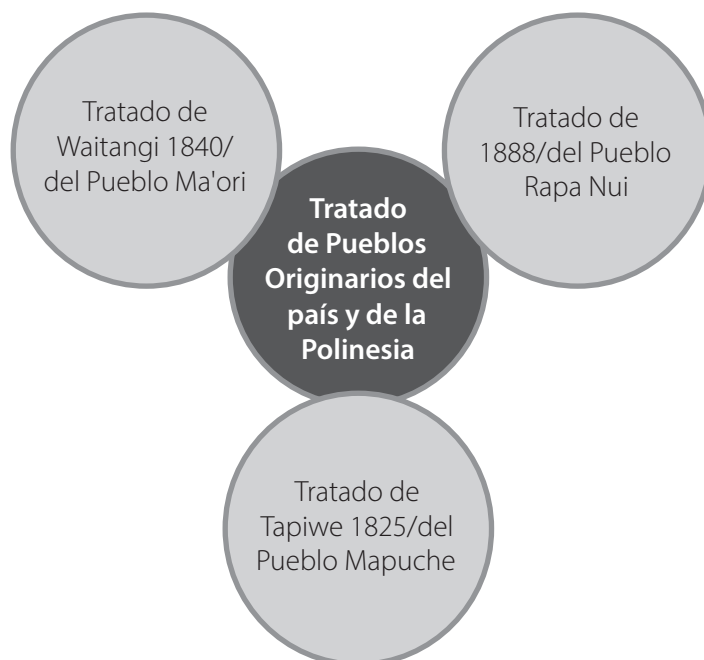 Tratado de
Waitangi 1840/
del Pueblo Ma'ori
Tratado de
1888/del Pueblo
Rapa Nui
Tratado
de Pueblos
Originarios del
país y de la
Polinesia
Tratado de
Tapiwe 1825/del
Pueblo Mapuche